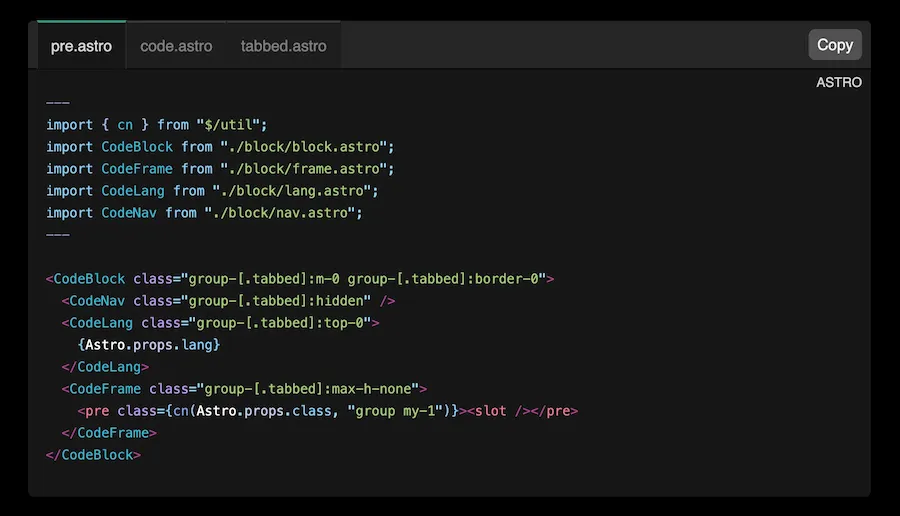 pre.astro code.astro tabbed.astro Copy
ASTRO
---
import { cn } from "$/util";
import CodeBlock from "./block/block.astro";
import CodeFrame from "./block/frame.astro";
import CodeLang from "./block/lang.astro";
import CodeNav from "./block/nav.astro";
---
<CodeBlock class="group-[.tabbed]:m-0 group-[.tabbed]:border-0">
  <CodeNav class="group-[.tabbed]:hidden" />
  <CodeLang class="group-[.tabbed]:top-0">
    {Astro.props.lang}
  </CodeLang>
  <CodeFrame class="group-[.tabbed]:max-h-none">
    <pre class={cn(Astro.props.class, "group my-1")}><slot /></pre>
  </CodeFrame>
</CodeBlock>